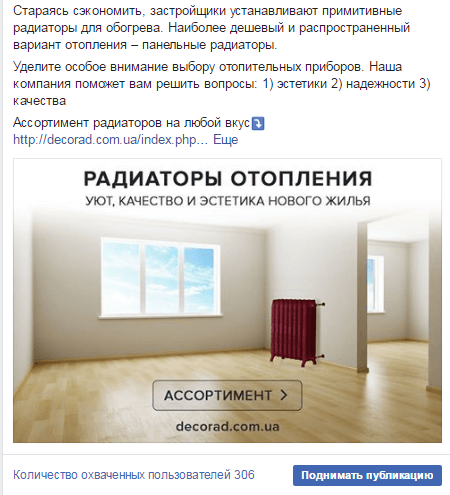 Стараясь сэкономить, застройщики устанавливают примитивные
радиаторы для обогрева. Наиболее дешевый и распространенный
вариант отопления – панельные радиаторы.
Уделите особое внимание выбору отопительных приборов. Наша
компания поможет вам решить вопросы: 1) эстетики 2) надежности 3)
качества
Ассортимент радиаторов на любой вкус⤵
http://decorad.com.ua/index.php… Еще
РАДИАТОРЫ ОТОПЛЕНИЯ
УЮТ, КАЧЕСТВО И ЭСТЕТИКА НОВОГО ЖИЛЬЯ
АССОРТИМЕНТ >
decorad.com.ua
Количество охваченных пользователей 306
Поднимать публикацию